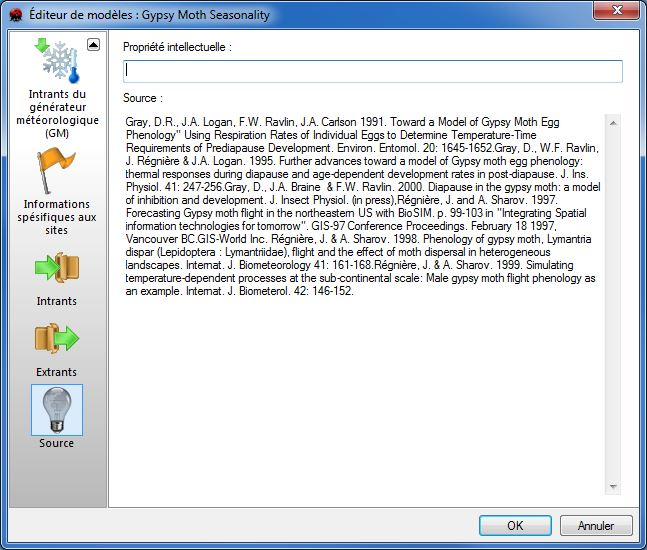 Éditeur de modèles : Gypsy Moth Seasonality
Intrants du
générateur
météorologique
(GM)
Informations
spésifiques aux
sites
Intrants
Extrants
Source
Propriété intellectuelle :
Source :
Gray, D.R., J.A. Logan, F.W. Ravlin, J.A. Carlson 1991. Toward a Model of Gypsy Moth Egg
Phenology" Using Respiration Rates of Individual Eggs to Determine Temperature-Time
Requirements of Prediapause Development. Environ. Entomol. 20: 1645-1652.Gray, D., W.F. Ravlin,
J. Régnière & J.A. Logan. 1995. Further advances toward a model of Gypsy moth egg phenology:
thermal responses during diapause and age-dependent development rates in post-diapause. J. Ins.
Physiol. 41: 247-256.Gray, D., J.A. Braine  & F.W. Ravlin. 2000. Diapause in the gypsy moth: a model
of inhibition and development. J. Insect Physiol. (in press),Régnière, J. and A. Sharov. 1997.
Forecasting Gypsy moth flight in the northeastern US with BioSIM. p. 99-103 in "Integrating Spatial
information technologies for tomorrow". GIS-97 Conference Proceedings. February 18 1997,
Vancouver BC.GIS-World Inc. Régnière, J. & A. Sharov. 1998. Phenology of gypsy moth, Lymantria
dispar (Lepidoptera : Lymantriidae), flight and the effect of moth dispersal in heterogeneous
landscapes. Internat. J. Biometeorology 41: 161-168.Régnière, J. & A. Sharov. 1999. Simulating
temperature-dependent processes at the sub-continental scale: Male gypsy moth flight phenology as
an example. Internat. J. Biometerol. 42: 146-152.
OK
Annuler